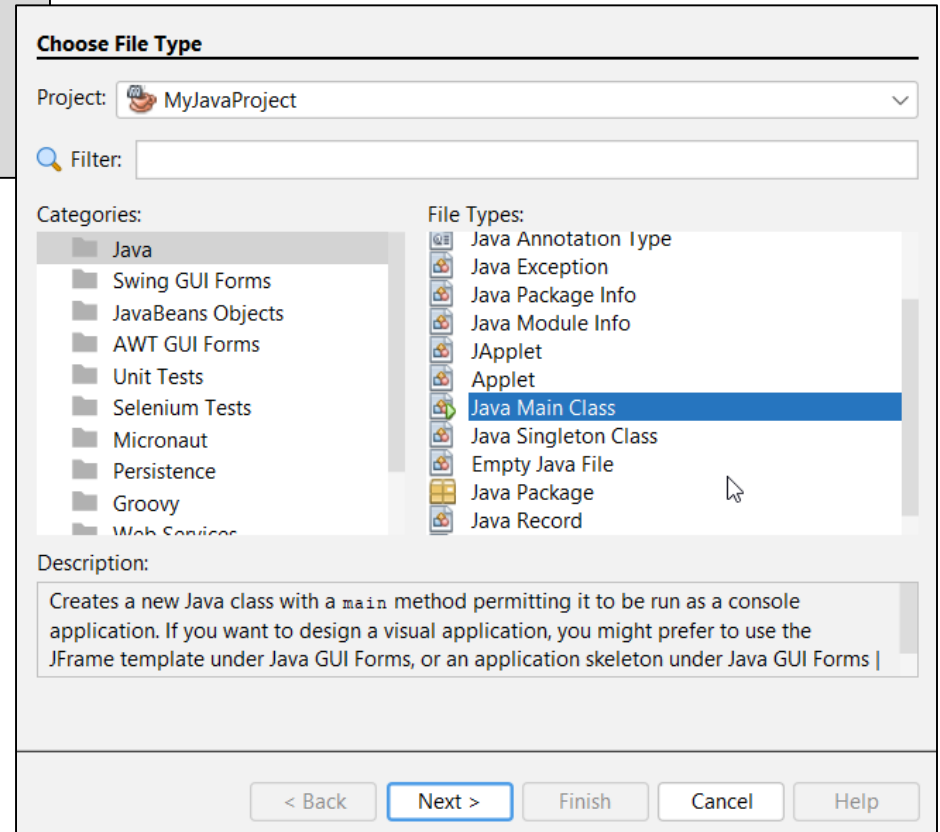 Choose File Type
Project: MyJavaProject
Filter:
Categories:
Java
Swing GUI Forms
JavaBeans Objects
AWT GUI Forms
Unit Tests
Selenium Tests
Micronaut
Persistence
Groovy
Web Services
File Types:
Java Annotation Type
Java Exception
Java Package Info
Java Module Info
JApplet
Applet
Java Main Class
Java Singleton Class
Empty Java File
Java Package
Java Record
Description:
Creates a new Java class with a main method permitting it to be run as a console
application. If you want to design a visual application, you might prefer to use the
JFrame template under Java GUI Forms, or an application skeleton under Java GUI Forms |
< Back Next > Finish Cancel Help